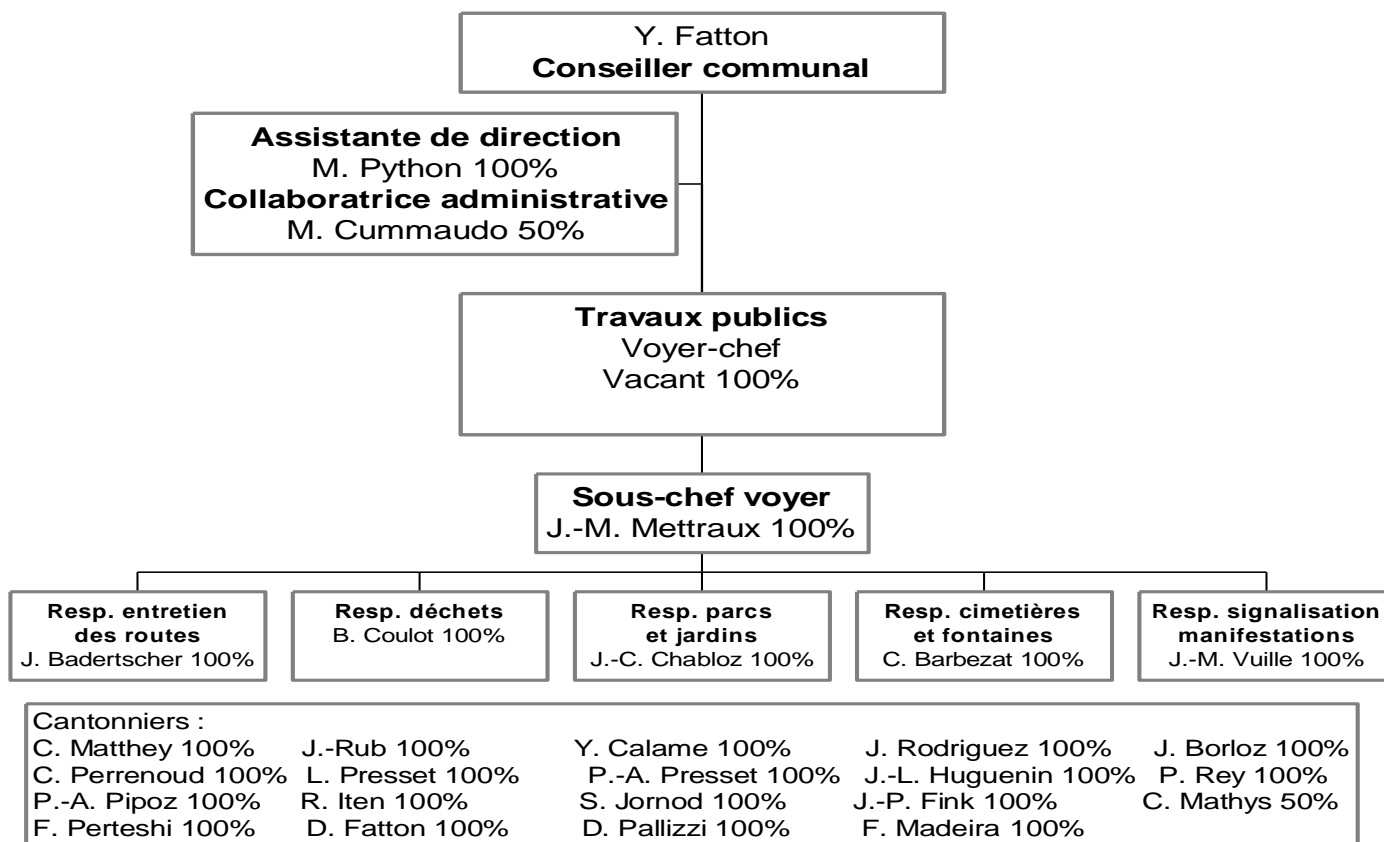 Y. Fatton
Conseiller communal
Assistante de direction
M. Python 100%
Collaboratrice administrative
M. Cummaudo 50%
Travaux publics
Voyer-chef
Vacant 100%
Sous-chef voyer
J.-M. Mettraux 100%
Resp. entretien
des routes
J. Badertscher 100%
Resp. déchets
B. Coulot 100%
Resp. parcs
et jardins
J.-C. Chabloz 100%
Resp. cimetières
et fontaines
C. Barbezat 100%
Resp. signalisation
manifestations
J.-M. Vuille 100%
Cantonniers :
C. Matthey 100% J.-Rub 100% Y. Calame 100% J. Rodriguez 100% J. Borloz 100%
C. Perrenoud 100% L. Presset 100% P.-A. Presset 100% J.-L. Huguenin 100% P. Rey 100%
P.-A. Pipoz 100% R. Iten 100% S. Jornod 100% J.-P. Fink 100% C. Mathys 50%
F. Perteshi 100% D. Fatton 100% D. Pallizzi 100% F. Madeira 100%